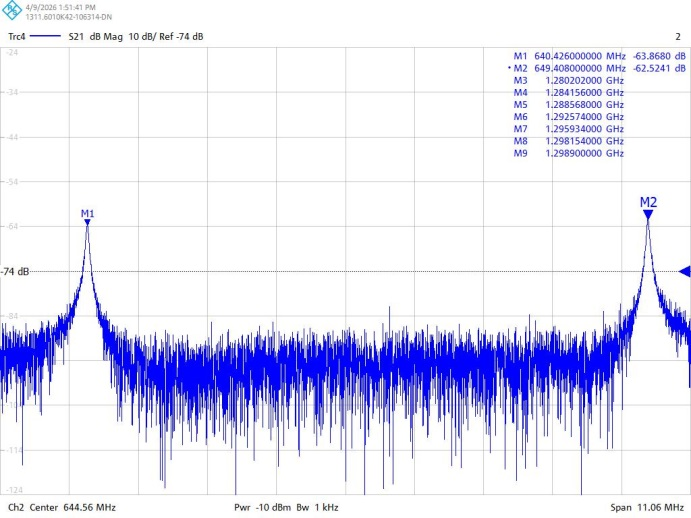 4/9/2026 1:51:41 PM
1311.6010K42-106314-DN
Trc4 S21 dB Mag 10 dB/ Ref -74 dB 2
-24
M1 640.426000000 MHz -63.8680 dB
• M2 649.408000000 MHz -62.5241 dB
M3 1.280202000 GHz
M4 1.284156000 GHz
M5 1.288568000 GHz
M6 1.292574000 GHz
M7 1.295934000 GHz
M8 1.298154000 GHz
M9 1.298900000 GHz
-34
-44
-54
M1
M2
-64
-74 dB
-84
-114
-124
Ch2 Center 644.56 MHz Pwr -10 dBm Bw 1 kHz Span 11.06 MHz